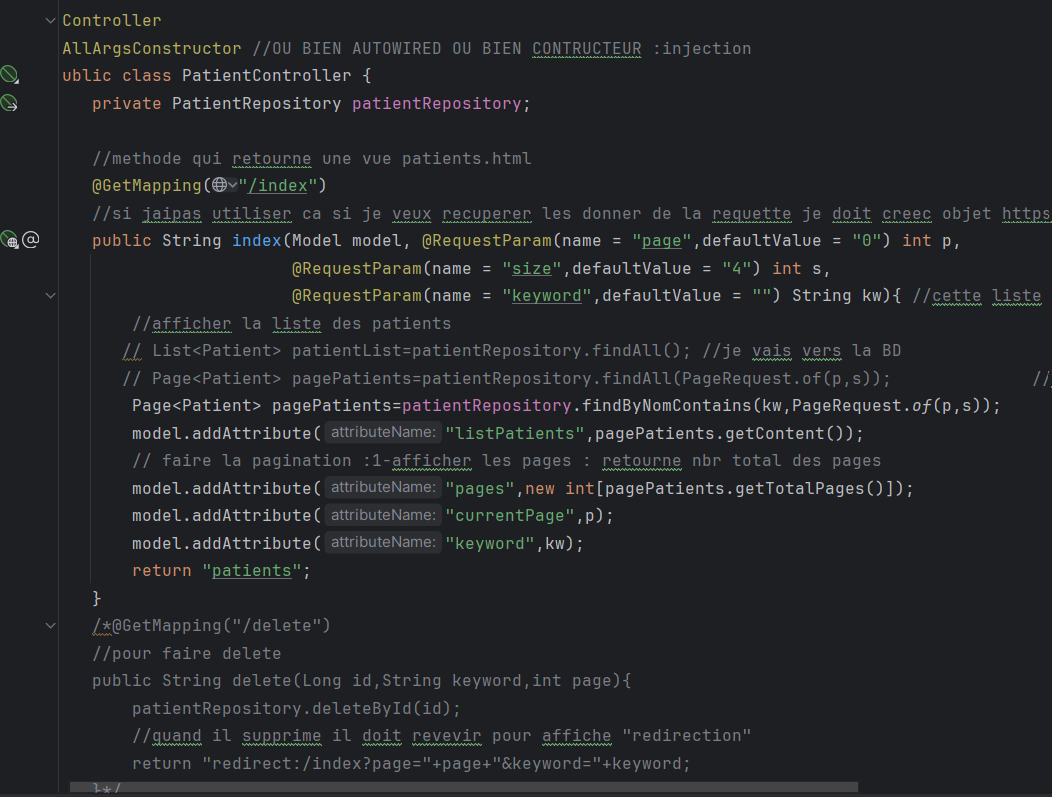 Controller
AllArgsConstructor //OU BIEN AUTOWIRED OU BIEN CONTRUCTEUR :injection
ublic class PatientController {
private PatientRepository patientRepository;
//methode qui retourne une vue patients.html
@GetMapping("/index")
//si jaipas utiliser ca si je veux recuperer les donner de la requette je doit creec objet https
public String index(Model model, @RequestParam(name = "page",defaultValue = "0") int p,
@RequestParam(name = "size",defaultValue = "4") int s,
@RequestParam(name = "keyword",defaultValue = "") String kw){ //cette liste
//afficher la liste des patients
// List<Patient> patientList=patientRepository.findAll(); //je vais vers la BD
// Page<Patient> pagePatients=patientRepository.findAll(PageRequest.of(p,s)); //
Page<Patient> pagePatients=patientRepository.findByNomContains(kw,PageRequest.of(p,s));
model.addAttribute( attributeName: "listPatients",pagePatients.getContent());
// faire la pagination :1-afficher les pages : retourne nbr total des pages
model.addAttribute( attributeName: "pages",new int[pagePatients.getTotalPages()]);
model.addAttribute( attributeName: "currentPage",p);
model.addAttribute( attributeName: "keyword",kw);
return "patients";
}
/*@GetMapping("/delete")
//pour faire delete
public String delete(Long id,String keyword,int page){
patientRepository.deleteById(id);
//quand il supprime il doit revevir pour affiche "redirection"
return "redirect:/index?page="+page+"&keyword="+keyword;
}*/